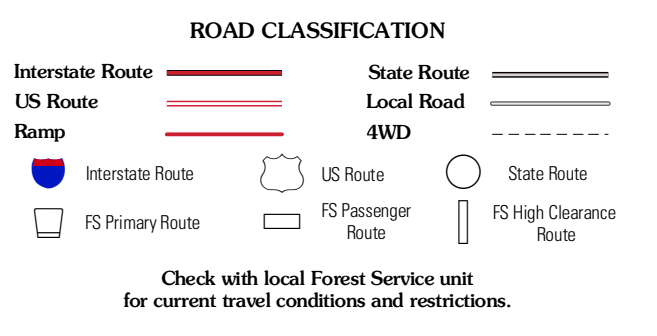 ROAD CLASSIFICATION
Interstate Route
State Route
US Route
Local Road
Ramp
4WD
Interstate Route
US Route
State Route
FS Primary Route
FS Passenger
Route
FS High Clearance
Route
Check with local Forest Service unit
for current travel conditions and restrictions.